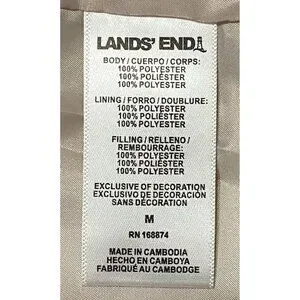 LANDS' END
BODY / CUERPO / CORPS:
100% POLYESTER
100% POLIÉSTER
100% POLYESTER
LINING / FORRO / DOUBLURE:
100% POLYESTER
100% POLIÉSTER
100% POLYESTER
FILLING / RELLENO /
REMBOURRAGE:
100% POLYESTER
100% POLIÉSTER
100% POLYESTER
EXCLUSIVE OF DECORATION
EXCLUSIVO DE DECORACIÓN
SANS DÉCORATION
M
RN 168874
MADE IN CAMBODIA
HECHO EN CAMBOYA
FABRIQUÉ AU CAMBODGE